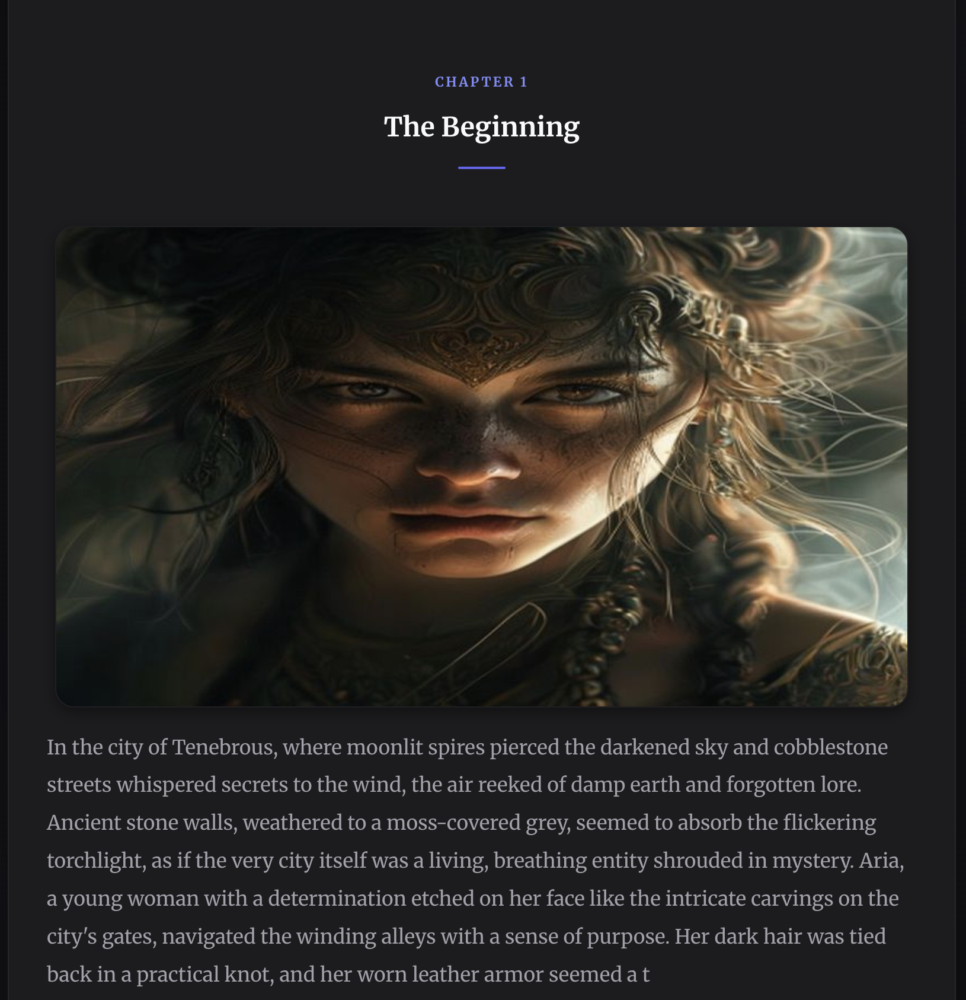 CHAPTER 1
The Beginning
In the city of Tenebrous, where moonlit spires pierced the darkened sky and cobblestone
streets whispered secrets to the wind, the air reeked of damp earth and forgotten lore.
Ancient stone walls, weathered to a moss-covered grey, seemed to absorb the flickering
torchlight, as if the very city itself was a living, breathing entity shrouded in mystery. Aria,
a young woman with a determination etched on her face like the intricate carvings on the
city's gates, navigated the winding alleys with a sense of purpose. Her dark hair was tied
back in a practical knot, and her worn leather armor seemed a t